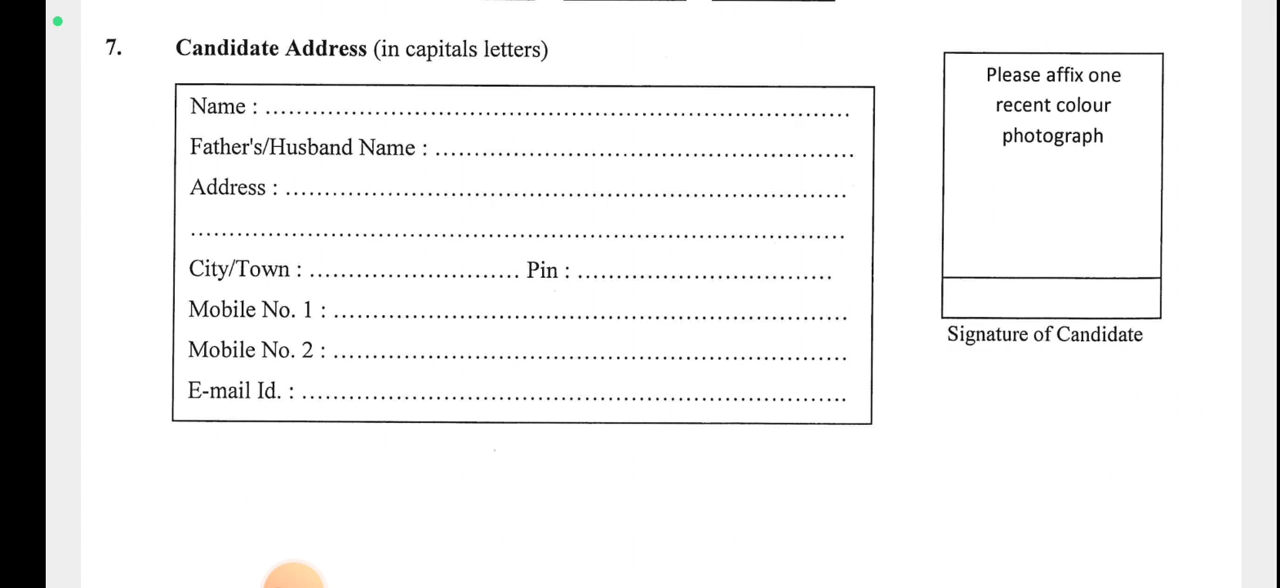 7. Candidate Address (in capitals letters)
Name : ......................................................................
Father's/Husband Name : ......................................................
Address : ......................................................................
......................................................................
City/Town : ........................... Pin : .................................
Mobile No. 1 : ..................................................................
Mobile No. 2 : ..................................................................
E-mail Id. : ......................................................................
Please affix one
recent colour
photograph
Signature of Candidate